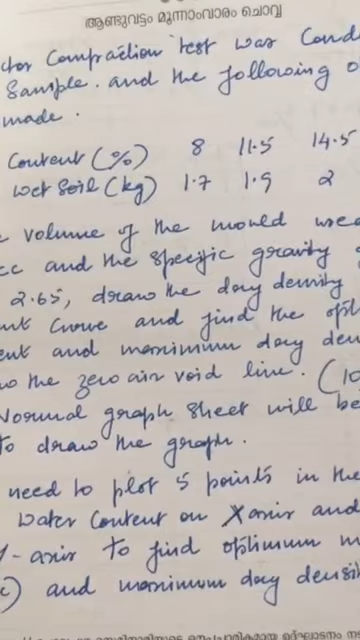 ആണ്ടുവട്ടം മൂന്നാംവാരം ചൊവ്വ
ctor Compaction test was Cond
Sample. and the following o
made.
Content (%) 8 11.5 14.5
wet Soil (kg) 1.7 1.9 2
volume of the mould use
cc and the specific gravity
2.65, draw the dry density
nt Curve and find the opti
ent and maximum dry den
the zero air void line. (10
Normal graph sheet will be
to draw the graph.
need to plot 5 points in the
water Content on X axis and
Y-axis to find optimum m
c) and maximum dry densi